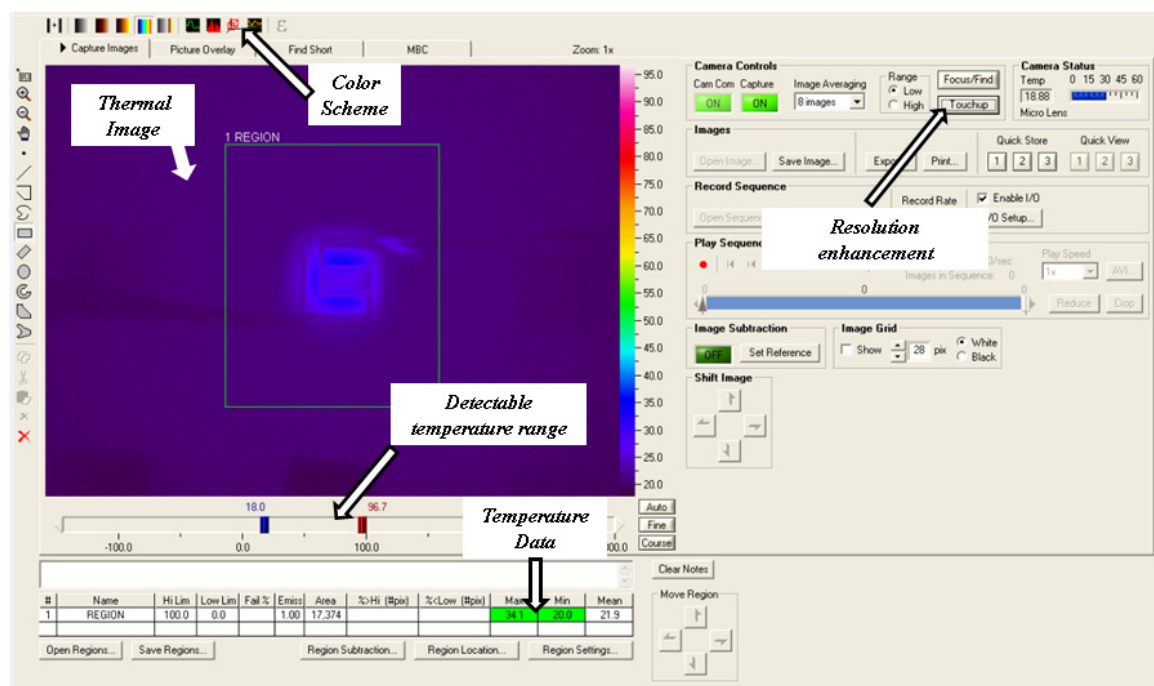 ε
Capture Images
Picture Overlay
Find Short
MBC
Zoom: 1x
Color
Scheme
Thermal
Image
1 REGION
95.0
90.0
85.0
80.0
75.0
70.0
65.0
60.0
55.0
50.0
45.0
40.0
35.0
30.0
25.0
20.0
Detectable
temperature range
18.0
96.7
-100.0
0.0
100.0
00.0
Auto
Fine
Course
Temperature
Data
Camera Controls
Cam Com
Capture
Image Averaging
ON
ON
8 images
Range
Low
High
Focus/Find
Touchup
Camera Status
Temp 0 15 30 45 60
18.88
Micro Lens
Images
Open Image...
Save Image...
Print...
Quick Store
1 2 3
Quick View
1 2 3
Record Sequence
Record Rate
Enable I/O
Open
/O Setup...
Resolution
enhancement
Play Sequen
0/sec
Images in Sequence: 0
Play Speed
1x
AVI...
0
0
0
Reduce
Crop
Image Subtraction
OFF
Set Reference
Image Grid
Show
28 pix
White
Black
Shift Image
Clear Notes
# Name Hi Lim Low Lim Fail % Emiss Area %>Hi (#pix) %<Low (#pix) Max Min Mean
1 REGION 100.0 0.0 1.00 17,374 34.1 20.0 21.9
Open Regions...
Save Regions...
Region Subtraction...
Region Location...
Region Settings...
Move Region